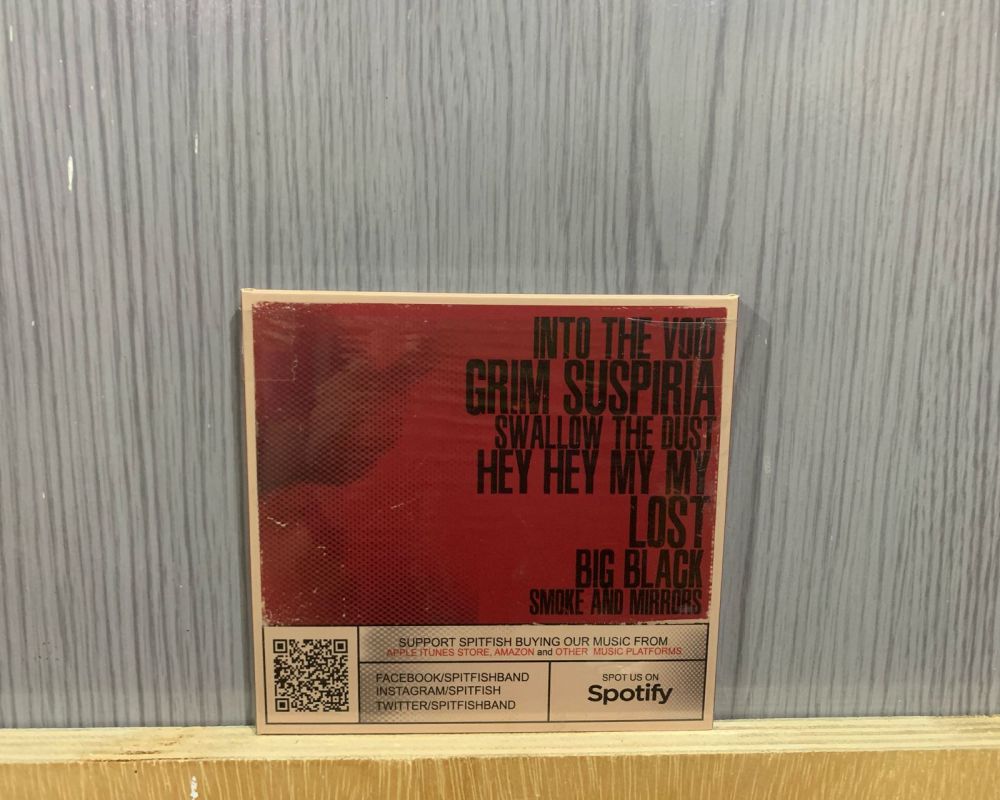 INTO THE VOID
GRIM SUSPIRIA
SWALLOW THE DUST
HEY HEY MY MY
LOST
BIG BLACK
SMOKE AND MIRRORS
SUPPORT SPITFISH BUYING OUR MUSIC FROM
APPLE ITUNES STORE, AMAZON and OTHER MUSIC PLATFORMS
FACEBOOK/SPITFISHBAND
INSTAGRAM/SPITFISH
TWITTER/SPITFISHBAND
SPOT US ON
Spotify